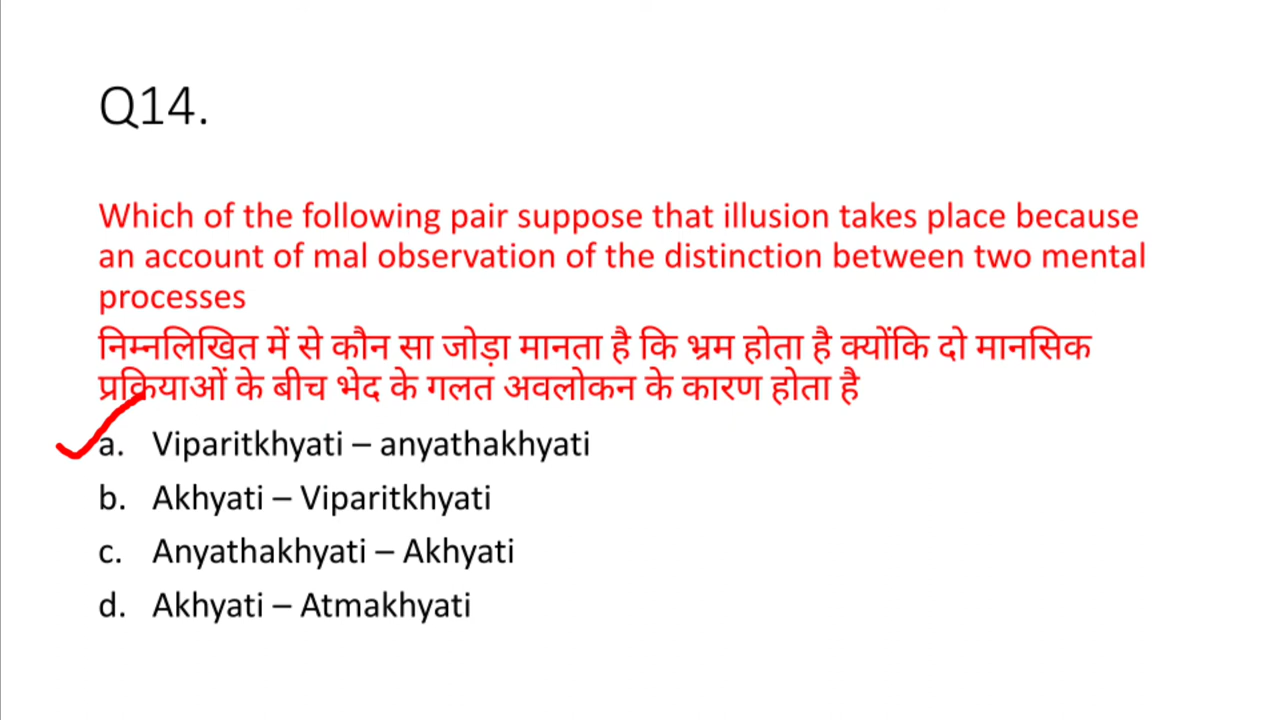 Q14.
Which of the following pair suppose that illusion takes place because
an account of mal observation of the distinction between two mental
processes
निम्नलिखित में से कौन सा जोड़ा मानता है कि भ्रम होता है क्योंकि दो मानसिक
प्रक्रियाओं के बीच भेद के गलत अवलोकन के कारण होता है
a. Viparitkhyati – anyathakhyati
b. Akhyati – Viparitkhyati
c. Anyathakhyati – Akhyati
d. Akhyati – Atmakhyati